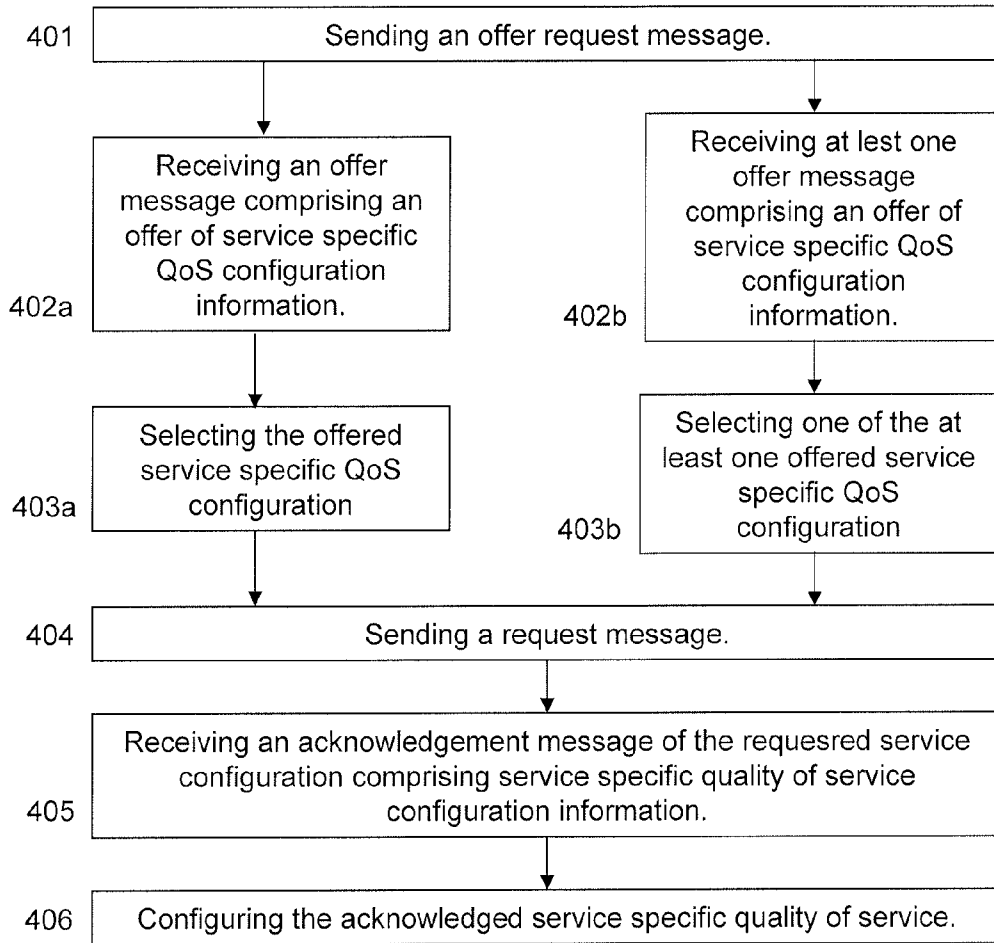 401
Sending an offer request message.
Receiving an offer
message comprising an
offer of service specific
QoS configuration
information.
402a
Receiving at lest one
offer message
comprising an offer of
service specific QoS
configuration
information.
402b
Selecting the offered
service specific QoS
configuration
403a
Selecting one of the at
least one offered service
specific QoS
configuration
403b
404
Sending a request message.
Receiving an acknowledgement message of the requesred service
configuration comprising service specific quality of service
configuration information.
405
406
Configuring the acknowledged service specific quality of service.